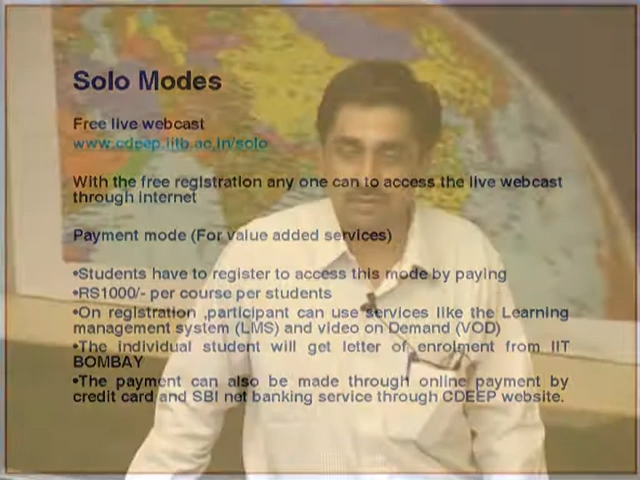 Solo Modes
Free live webcast
www.cdeep.iitb.ac.in/solo
With the free registration any one can to access the live webcast
through internet
Payment mode (For value added services)
•Students have to register to access this mode by paying
•RS1000/- per course per students
•On registration ,participant can use services like the Learning
management system (LMS) and video on Demand (VOD)
•The individual student will get letter of enrolment from IIT
BOMBAY
•The payment can also be made through online payment by
credit card and SBI net banking service through CDEEP website.